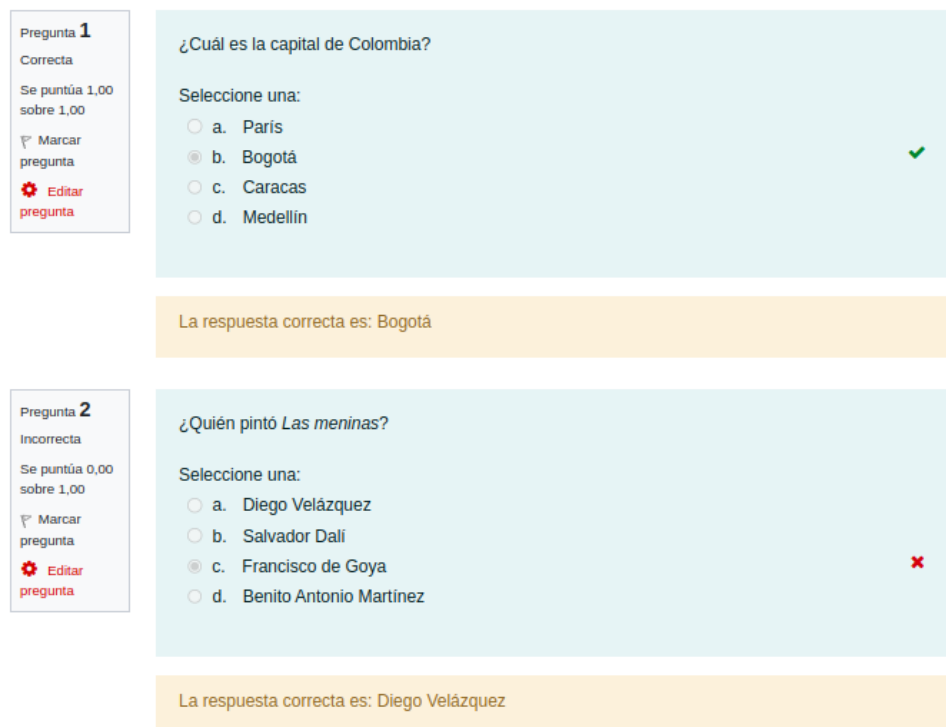 Pregunta 1
Correcta
Se puntúa 1,00
sobre 1,00
Marcar
pregunta
Editar
pregunta
¿Cuál es la capital de Colombia?
Seleccione una:
a. París
b. Bogotá
c. Caracas
d. Medellín
La respuesta correcta es: Bogotá
Pregunta 2
Incorrecta
Se puntúa 0,00
sobre 1,00
Marcar
pregunta
Editar
pregunta
¿Quién pintó Las meninas?
Seleccione una:
a. Diego Velázquez
b. Salvador Dalí
c. Francisco de Goya
d. Benito Antonio Martínez
La respuesta correcta es: Diego Velázquez